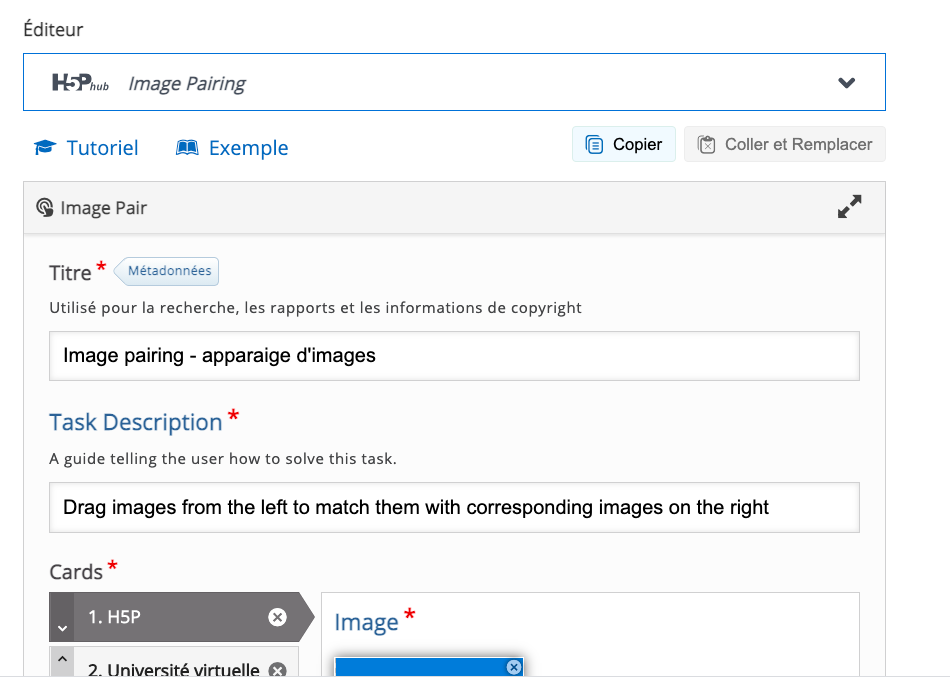 Éditeur
H5P hub Image Pairing
Tutoriel Exemple Copier Coller et Remplacer
Image Pair
Titre * Métadonnées
Utilisé pour la recherche, les rapports et les informations de copyright
Image pairing - apparaige d'images
Task Description *
A guide telling the user how to solve this task.
Drag images from the left to match them with corresponding images on the right
Cards *
1. H5P
Image *
2. Université virtuelle